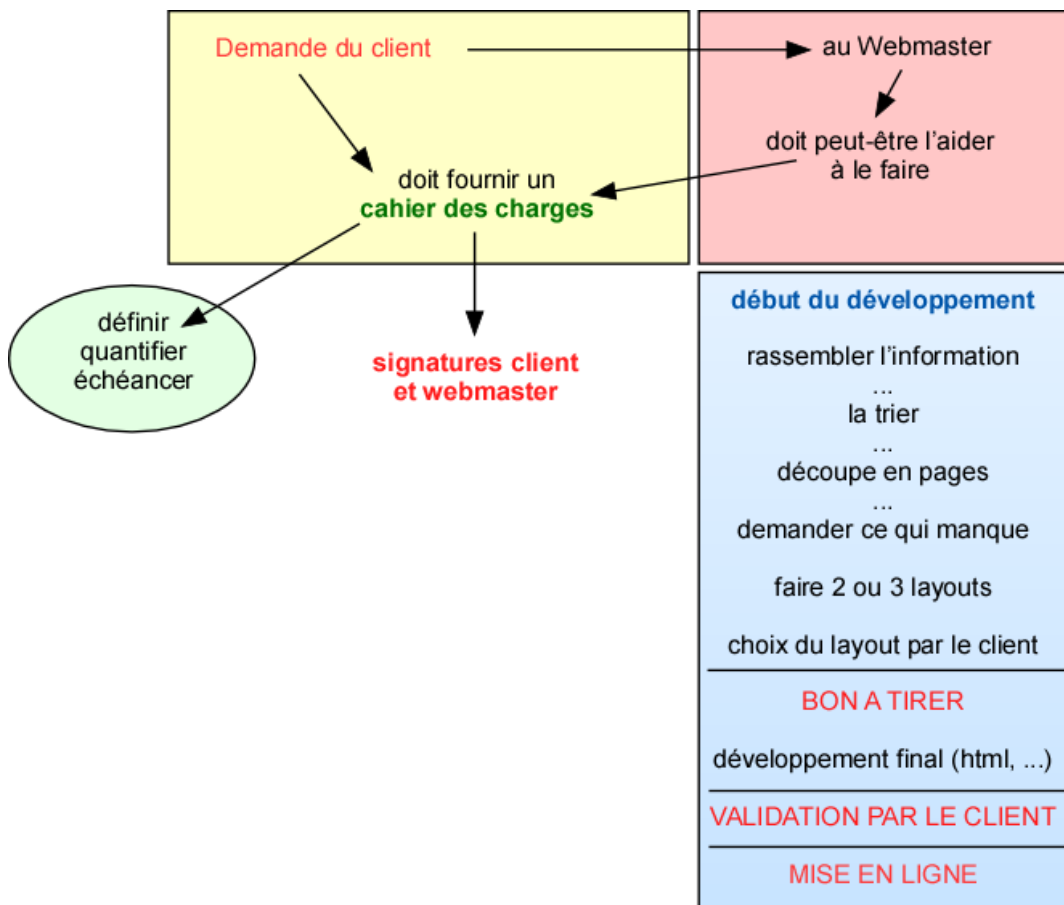 Demande du client
au Webmaster
doit peut-être l'aider
à le faire
doit fournir un
cahier des charges
définir
quantifier
échéancer
signatures client
et webmaster
début du développement
rassembler l'information
...
la trier
...
découpe en pages
...
demander ce qui manque
faire 2 ou 3 layouts
choix du layout par le client
BON A TIRER
développement final (html, ...)
VALIDATION PAR LE CLIENT
MISE EN LIGNE